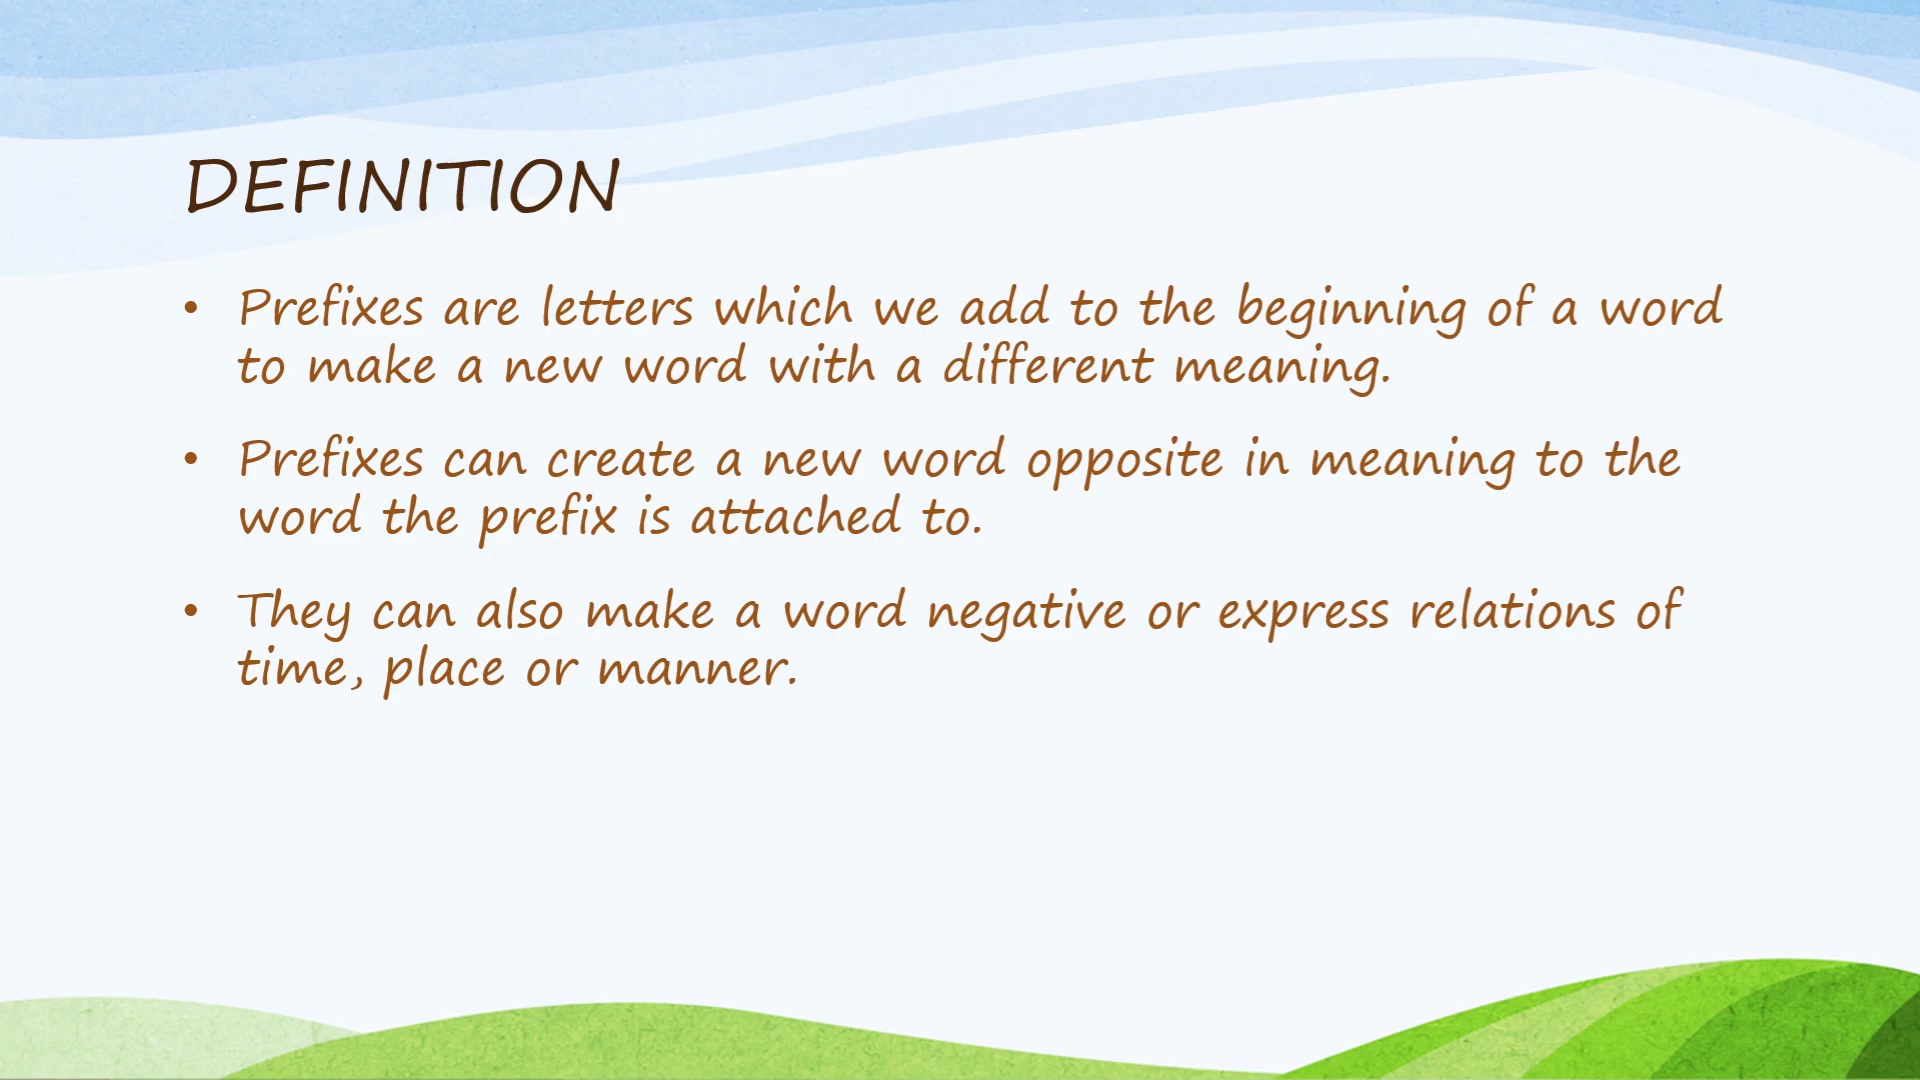 DEFINITION
• Prefixes are letters which we add to the beginning of a word
to make a new word with a different meaning.
• Prefixes can create a new word opposite in meaning to the
word the prefix is attached to.
• They can also make a word negative or express relations of
time, place or manner.